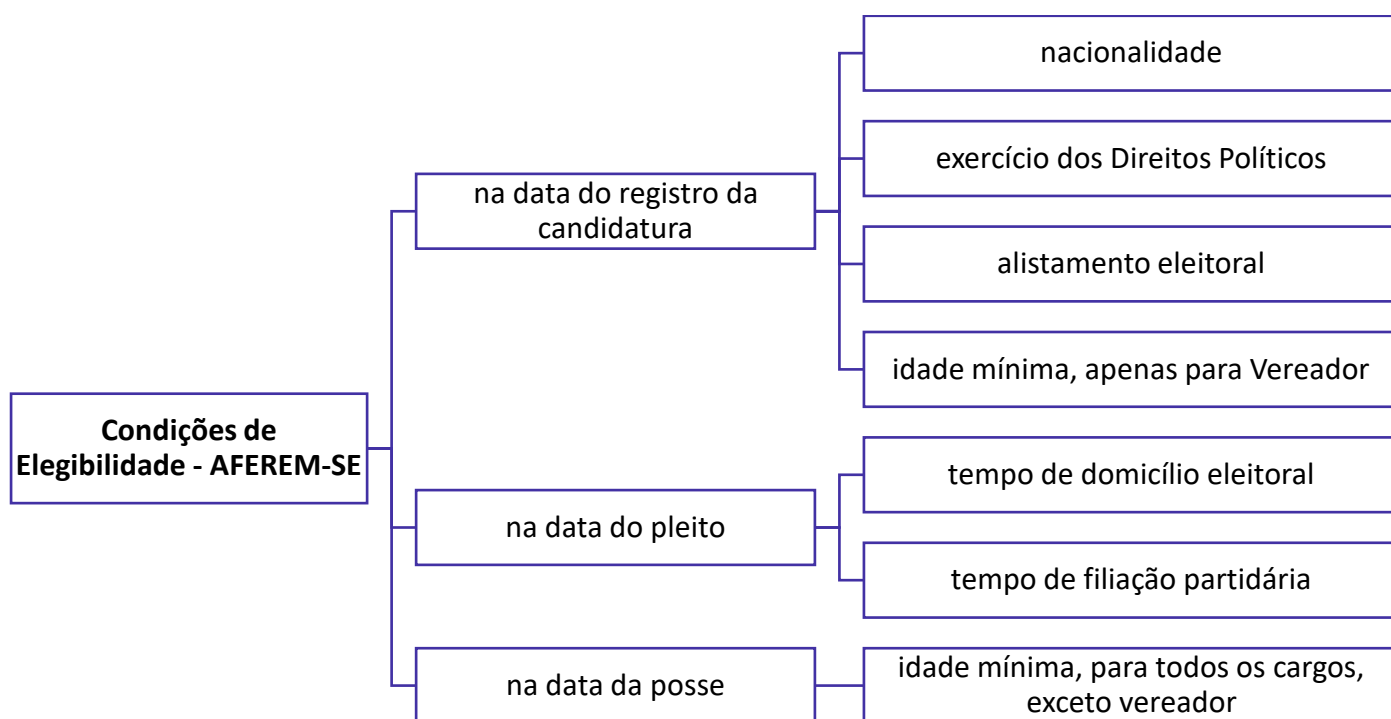 Condições de
Elegibilidade - AFEREM-SE
na data do registro da
candidatura
nacionalidade
exercício dos Direitos Políticos
alistamento eleitoral
idade mínima, apenas para Vereador
na data do pleito
tempo de domicílio eleitoral
tempo de filiação partidária
na data da posse
idade mínima, para todos os cargos,
exceto vereador